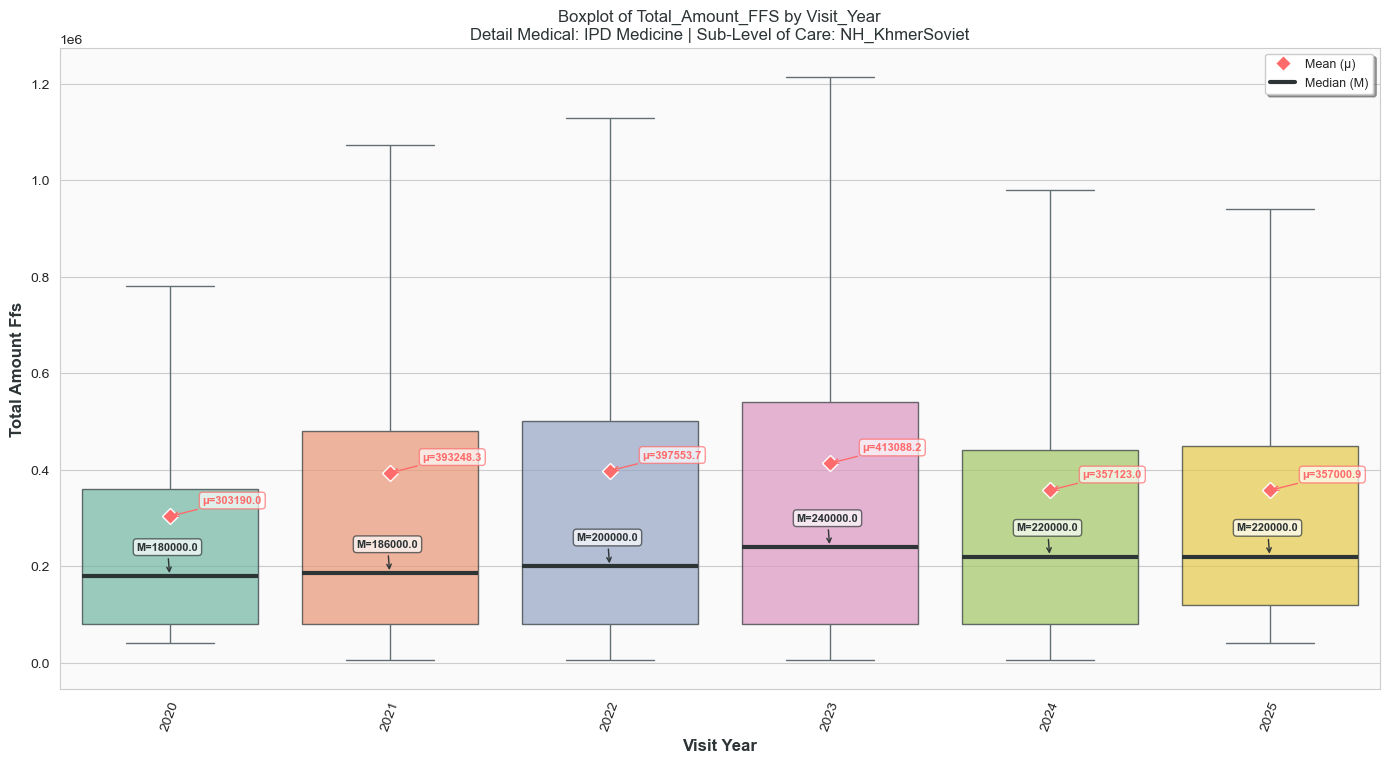 Boxplot of Total_Amount_FFS by Visit_Year
Detail Medical: IPD Medicine | Sub-Level of Care: NH_KhmerSoviet
1e6
Mean (μ)
Median (M)
1.2
1.0
0.8
0.6
0.4
0.2
0.0
Total Amount Ffs
μ=303190.0
M=180000.0
μ=393248.3
M=186000.0
μ=397553.7
M=200000.0
μ=413088.2
M=240000.0
μ=357123.0
M=220000.0
μ=357000.9
M=220000.0
2020
2021
2022
2023
2024
2025
Visit Year